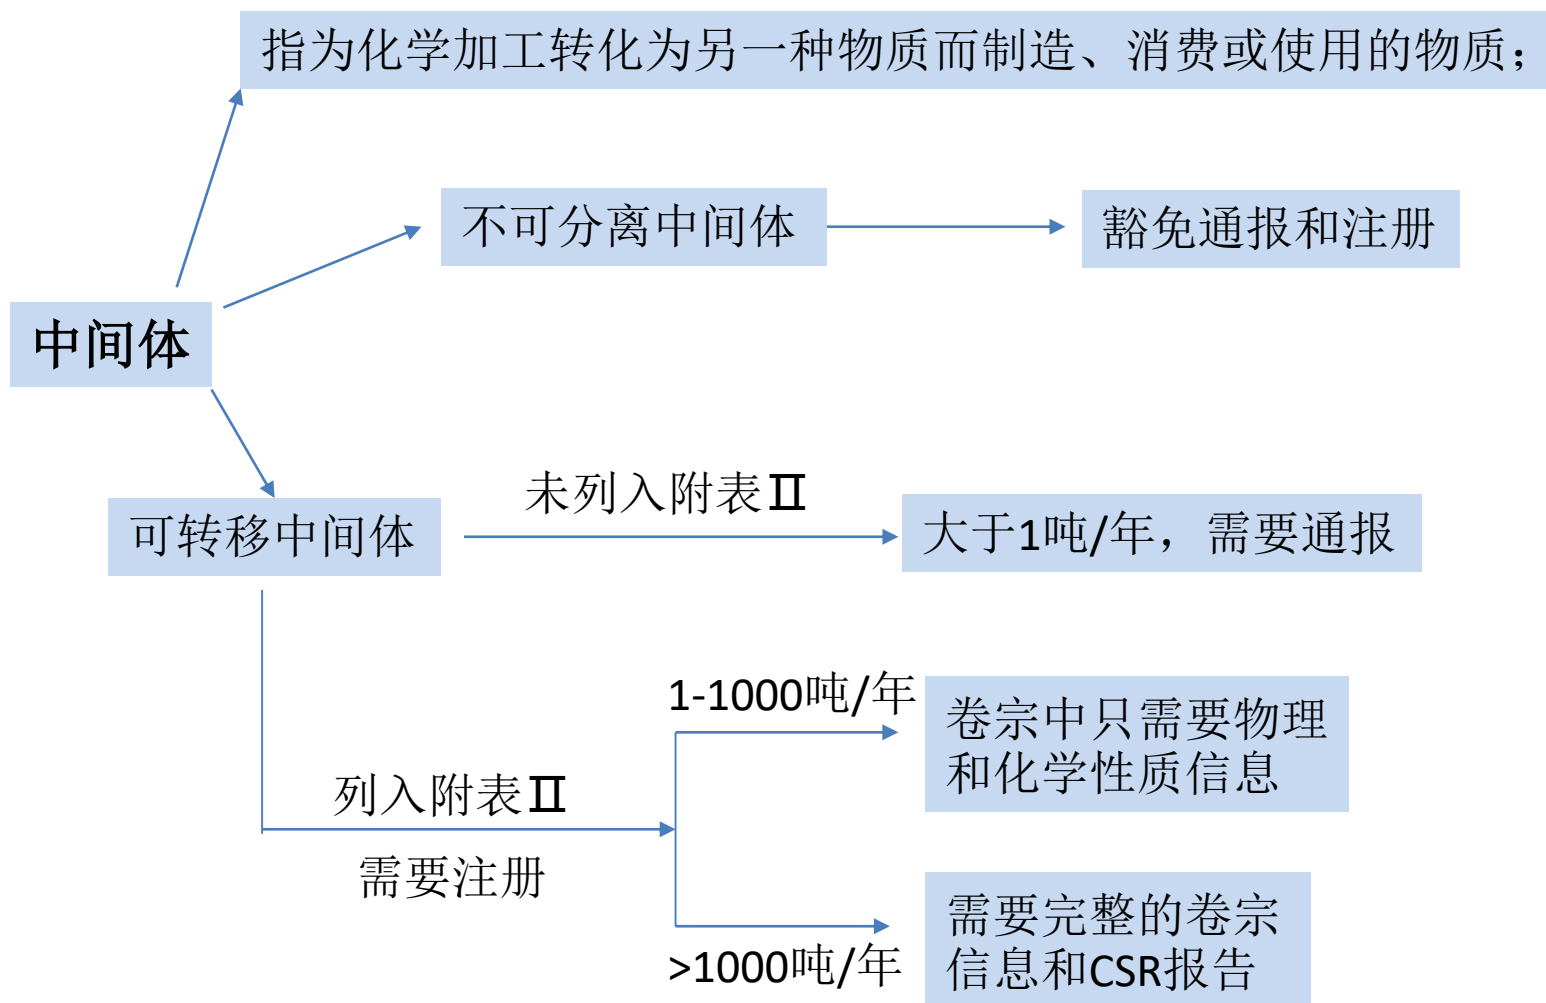 指为化学加工转化为另一种物质而制造、消费或使用的物质；
不可分离中间体
豁免通报和注册
中间体
未列入附表Ⅱ
可转移中间体
大于1吨/年，需要通报
1-1000吨/年
卷宗中只需要物理
和化学性质信息
列入附表Ⅱ
需要注册
需要完整的卷宗
信息和CSR报告
>1000吨/年